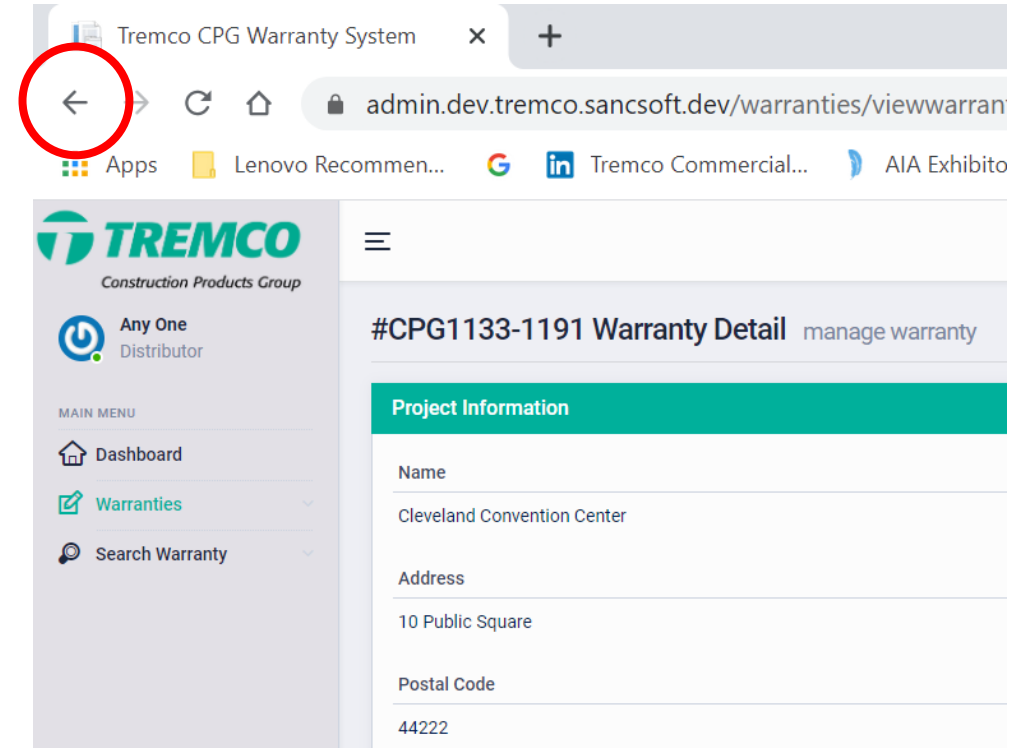 Tremco CPG Warranty System
admin.dev.tremco.sancsoft.dev/warranties/viewwarran
Apps Lenovo Recommen... G in Tremco Commercial... AIA Exhibito
TREMCO
Construction Products Group
Any One
Distributor
#CPG1133-1191 Warranty Detail manage warranty
MAIN MENU
Dashboard
Warranties
Search Warranty
Project Information
Name
Cleveland Convention Center
Address
10 Public Square
Postal Code
44222